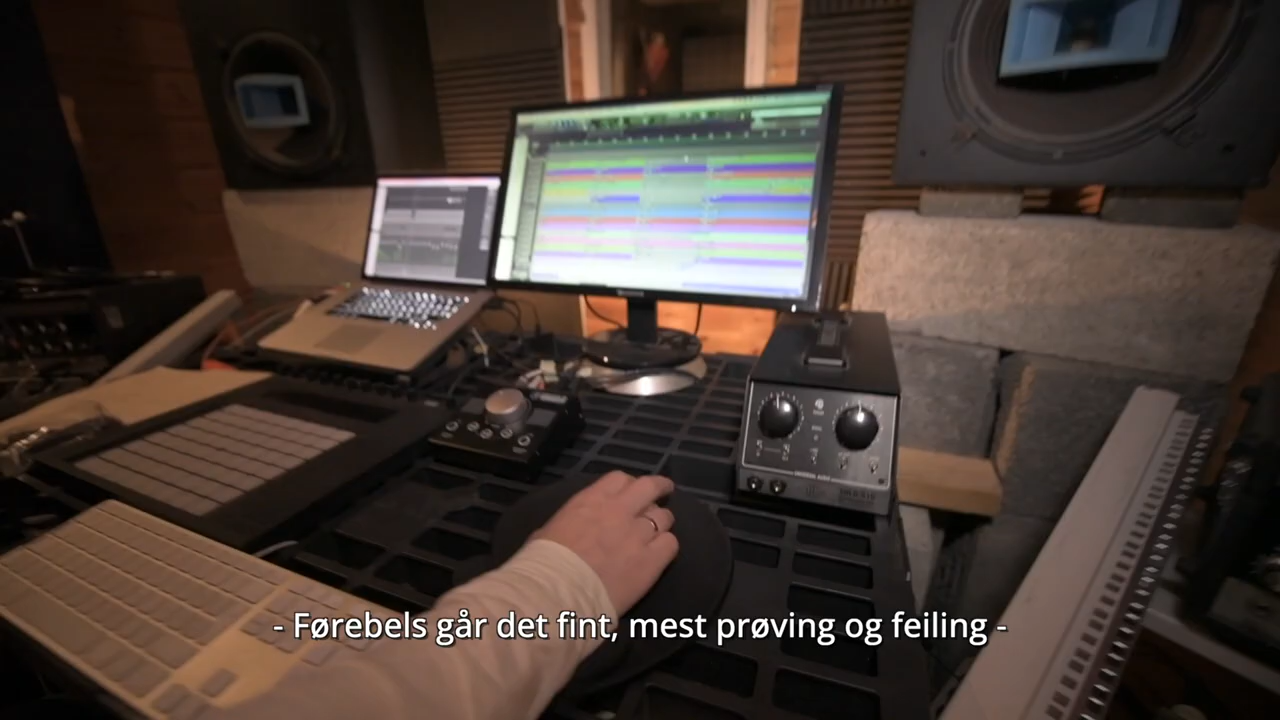 - Førebels går det fint, mest prøving og feiling -